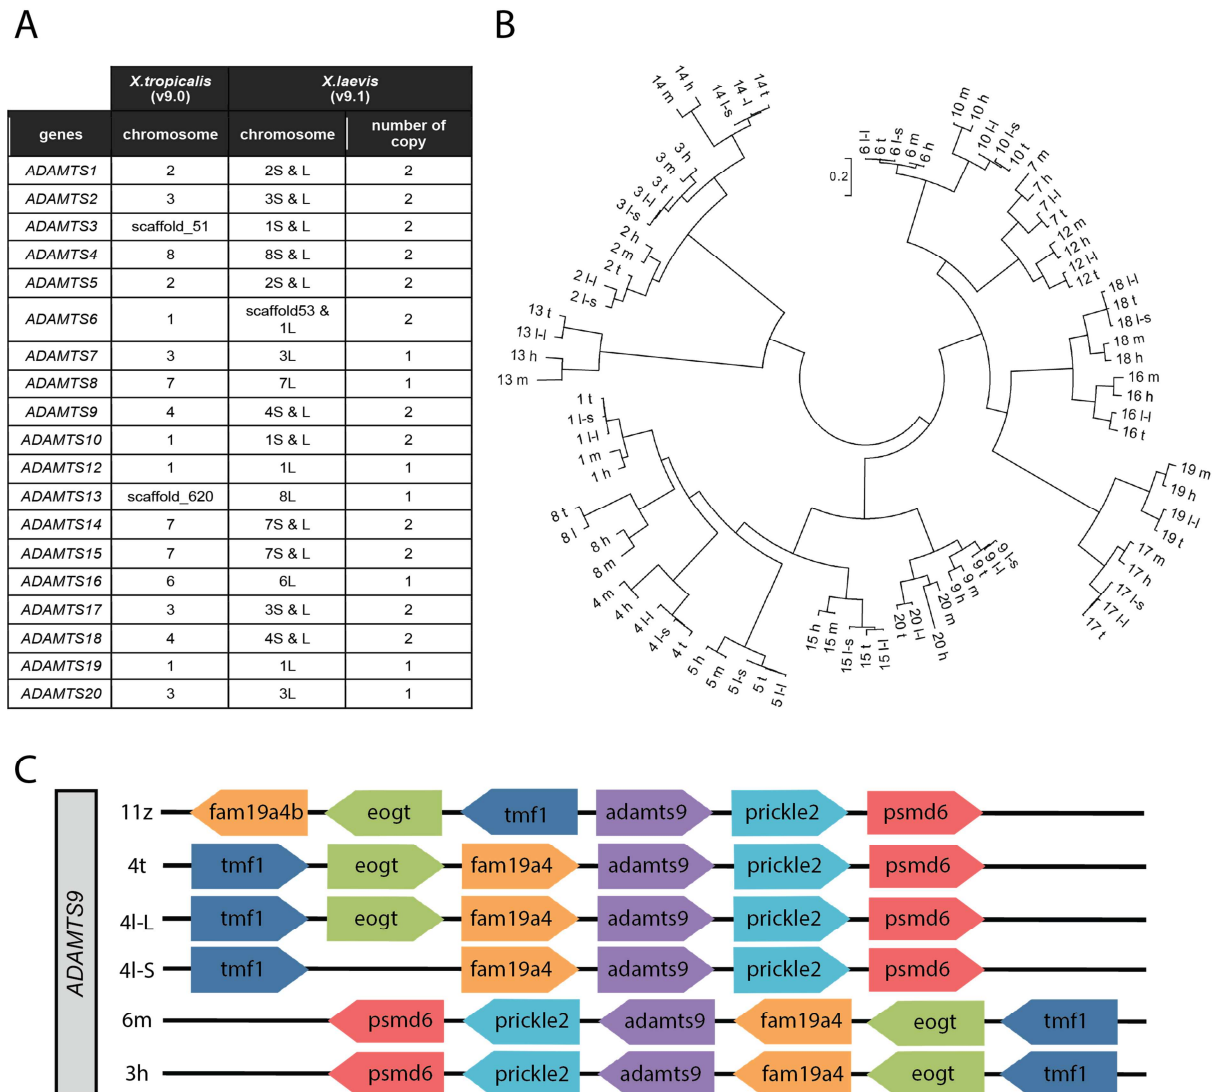 A
X.tropicalis
(v9.0)
X.laevis
(v9.1)
genes
chromosome
chromosome
number of
copy
ADAMTS1 2 2S & L 2
ADAMTS2 3 3S & L 2
ADAMTS3 scaffold_51 1S & L 2
ADAMTS4 8 8S & L 2
ADAMTS5 2 2S & L 2
ADAMTS6 1 scaffold53 & 2
1L
ADAMTS7 3 3L 1
ADAMTS8 7 7L 1
ADAMTS9 4 4S & L 2
ADAMTS10 1 1S & L 2
ADAMTS12 1 1L 1
ADAMTS13 scaffold_620 8L 1
ADAMTS14 7 7S & L 2
ADAMTS15 7 7S & L 2
ADAMTS16 6 6L 1
ADAMTS17 3 3S & L 2
ADAMTS18 4 4S & L 2
ADAMTS19 1 1L 1
ADAMTS20 3 3L 1
B
0.2
6 l-l
6 t
6 l-s
6 m
6 h
10 m
10 h
10 l-l
10 l-s
10 t
7 m
7 h
7 l-l
7 t
12 m
12 h
12 l-l
12 t
18 l-l
18 t
18 l-s
18 m
18 h
16 m
16 h
16 l-l
16 t
19 m
19 h
19 l-l
19 t
17 m
17 h
17 l-s
17 l-l
17 t
9 l-s
9 l-l
9 t
9 m
9 h
20 m
20 h
20 l-l
20 t
15 l-l
15 t
15 l-s
15 m
15 h
5 l-l
5 t
5 l-s
5 m
5 h
4 t
4 l-s
4 l-l
4 h
4 m
8 m
8 h
8 l
8 t
1 h
1 m
1 l-l
1 l-s
1 t
13 m
13 h
13 l-l
13 t
2 l-s
2 l-l
2 t
2 m
2 h
3 l-s
3 l-l
3 t
3 m
3 h
14 m
14 h
14 l-s
14 -l
14 t
C
ADAMTS9
11z fam19a4b eogt tmf1 adamts9 prickle2 psmd6
4t tmf1 eogt fam19a4 adamts9 prickle2 psmd6
4l-L tmf1 eogt fam19a4 adamts9 prickle2 psmd6
4l-S tmf1 fam19a4 adamts9 prickle2 psmd6
6m psmd6 prickle2 adamts9 fam19a4 eogt tmf1
3h psmd6 prickle2 adamts9 fam19a4 eogt tmf1